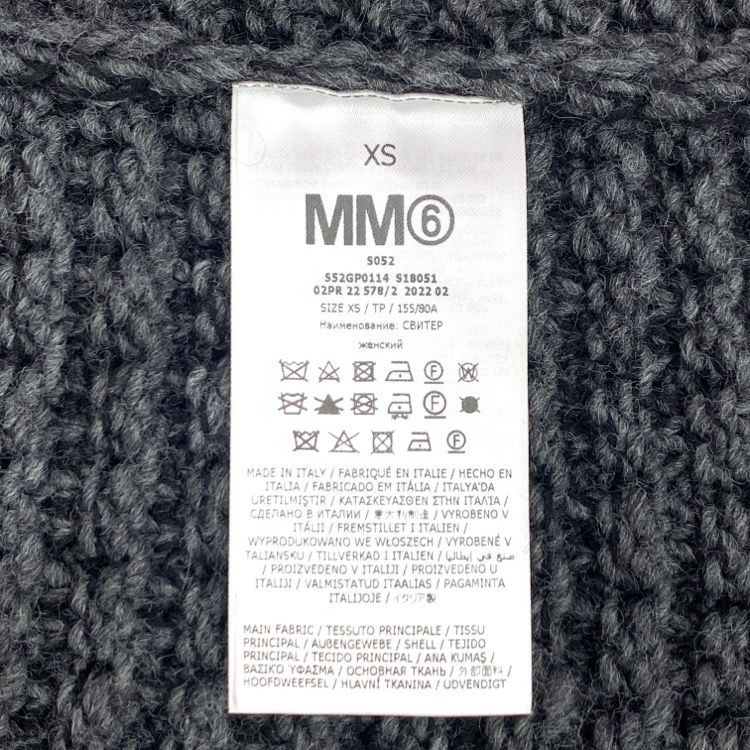 XS
MM⑥
S052
S52GP0114 S18051
02PR 22 578/2 2022 02
SIZE XS / TP / 155/80A
Наименование: СВИТЕР
женский
MADE IN ITALY / FABRIQUÉ EN ITALIE / HECHO EN
ITALIA / FABRICADO EM ITÁLIA / ITALYA'DA
ÜRETILMIŞTIR / ΚΑΤΑΣΚΕΥΑΣΘΕΝ ΣΤΗΝ ΙΤΑΛΙΑ /
СДЕЛАНО В ИТАЛИИ / 意大利制造 / VYROBENO V
ITÁLII / FREMSTILLET I ITALIEN /
WYPRODUKOWANO WE WŁOSZECH / VYROBENÉ V
TALIANSKU / TILLVERKAD I ITALIEN / صنع في إيطاليا
/ PROIZVEDENO V ITALIJI / PROIZVEDENO U
ITALIJI / VALMISTATUD ITAALIAS / PAGAMINTA
ITALIJOJE / イタリア製
MAIN FABRIC / TESSUTO PRINCIPALE / TISSU
PRINCIPAL / AUßENGEWEBE / SHELL / TEJIDO
PRINCIPAL / TECIDO PRINCIPAL / ANA KUMAŞ /
ΒΑΣΙΚΟ ΥΦΑΣΜΑ / ОСНОВНАЯ ТКАНЬ / 外部面料 /
HOOFDWEEFSEL / HLAVNÍ TKANINA / UDVENDIGT